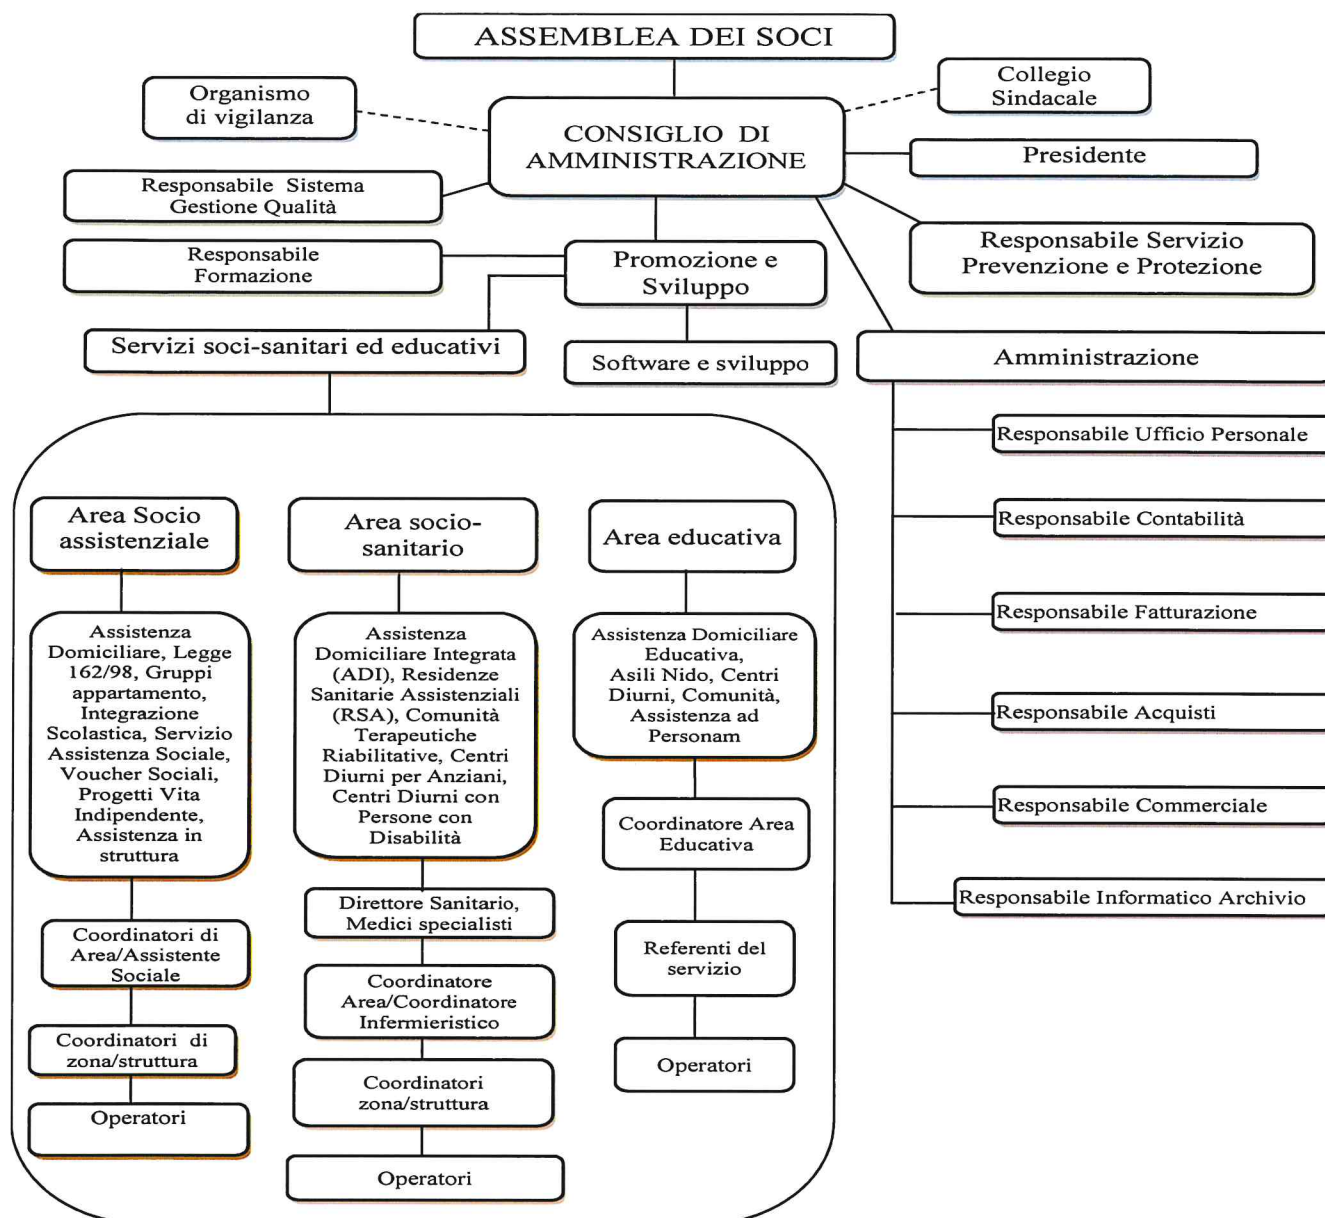 ASSEMBLEA DEI SOCI
Organismo
di vigilanza
Collegio
Sindacale
CONSIGLIO DI
AMMINISTRAZIONE
Presidente
Responsabile Sistema
Gestione Qualità
Responsabile Servizio
Prevenzione e Protezione
Responsabile
Formazione
Promozione e
Sviluppo
Servizi soci-sanitari ed educativi
Software e sviluppo
Amministrazione
Responsabile Ufficio Personale
Responsabile Contabilità
Responsabile Fatturazione
Responsabile Acquisti
Responsabile Commerciale
Responsabile Informatico Archivio
Area Socio
assistenziale
Assistenza
Domiciliare, Legge
162/98, Gruppi
appartamento,
Integrazione
Scolastica, Servizio
Assistenza Sociale,
Voucher Sociali,
Progetti Vita
Indipendente,
Assistenza in
struttura
Coordinatori di
Area/Assistente
Sociale
Coordinatori di
zona/struttura
Operatori
Area socio-
sanitario
Assistenza
Domiciliare Integrata
(ADI), Residenze
Sanitarie Assistenziali
(RSA), Comunità
Terapeutiche
Riabilitative, Centri
Diurni per Anziani,
Centri Diurni con
Persone con
Disabilità
Direttore Sanitario,
Medici specialisti
Coordinatore
Area/Coordinatore
Infermieristico
Coordinatori
zona/struttura
Operatori
Area educativa
Assistenza Domiciliare
Educativa,
Asili Nido, Centri
Diurni, Comunità,
Assistenza ad
Personam
Coordinatore Area
Educativa
Referenti del
servizio
Operatori